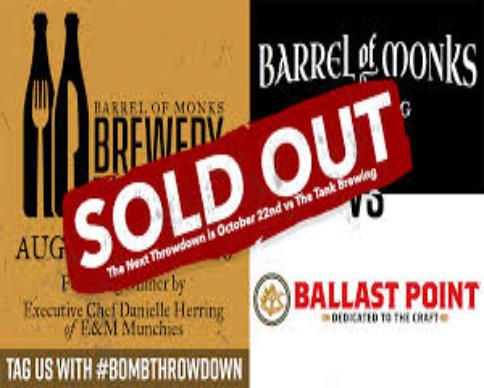 BARREL OF MONKS
BREWERY
AUG
by
Executive Chef Danielle Herring
of E&M Munchies
TAG US WITH #BOMBTHROWDOWN
SOLD OUT
The Next Throwdown is October 22nd vs The Tank Brewing
BARREL of MONKS
G
VS
BALLAST POINT
DEDICATED TO THE CRAFT